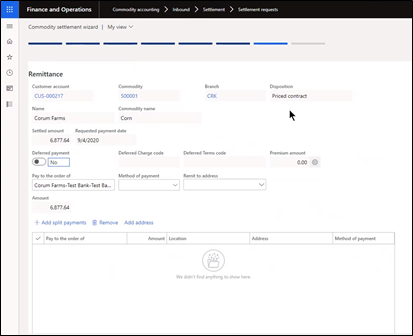 Finance and Operations
Commodity accounting > Inbound > Settlement > Settlement requests
Commodity settlement wizard | My view
Remittance
Customer account Commodity Branch Disposition
CUS-000217 500001 CRK Priced contract
Name Commodity name
Corum Farms Corn
Settled amount Requested payment date
6,877.64 9/4/2020
Deferred payment Deferred Charge code Deferred Terms code Premium amount
No 0.00
Pay to the order of Method of payment Remit to address
Corum Farms-Test Bank-Test Ba...
Amount
6,877.64
+ Add split payments Remove Add address
Pay to the order of Amount Location Address Method of payment
We didn't find anything to show here.